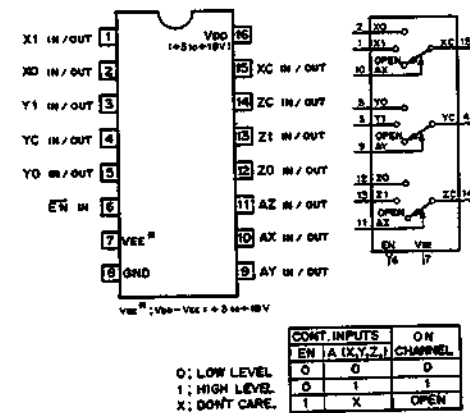 X1 IN/OUT 1
X0 IN/OUT 2
Y1 IN/OUT 3
YC IN/OUT 4
Y0 IN/OUT 5
EN IN 6
7 VEE*
8 GND
VDD 16
(+3 to +18V)
15 XC IN/OUT
14 ZC IN/OUT
13 Z1 IN/OUT
12 Z0 IN/OUT
11 AZ IN/OUT
10 AX IN/OUT
9 AY IN/OUT
VEE*; VDD-VEE=+3 to +18V
2 X0
1 X1 XC 15
OPEN
10 AX
5 Y0
3 Y1 YC 4
OPEN
9 AY
12 Z0
13 Z1 ZC 14
OPEN
11 AZ
EN VEE
6 7
0; LOW LEVEL
1; HIGH LEVEL
X; DON'T CARE.
CONT. INPUTS ON CHANNEL
EN A (X,Y,Z,)
0 0 0
0 1 1
1 X OPEN